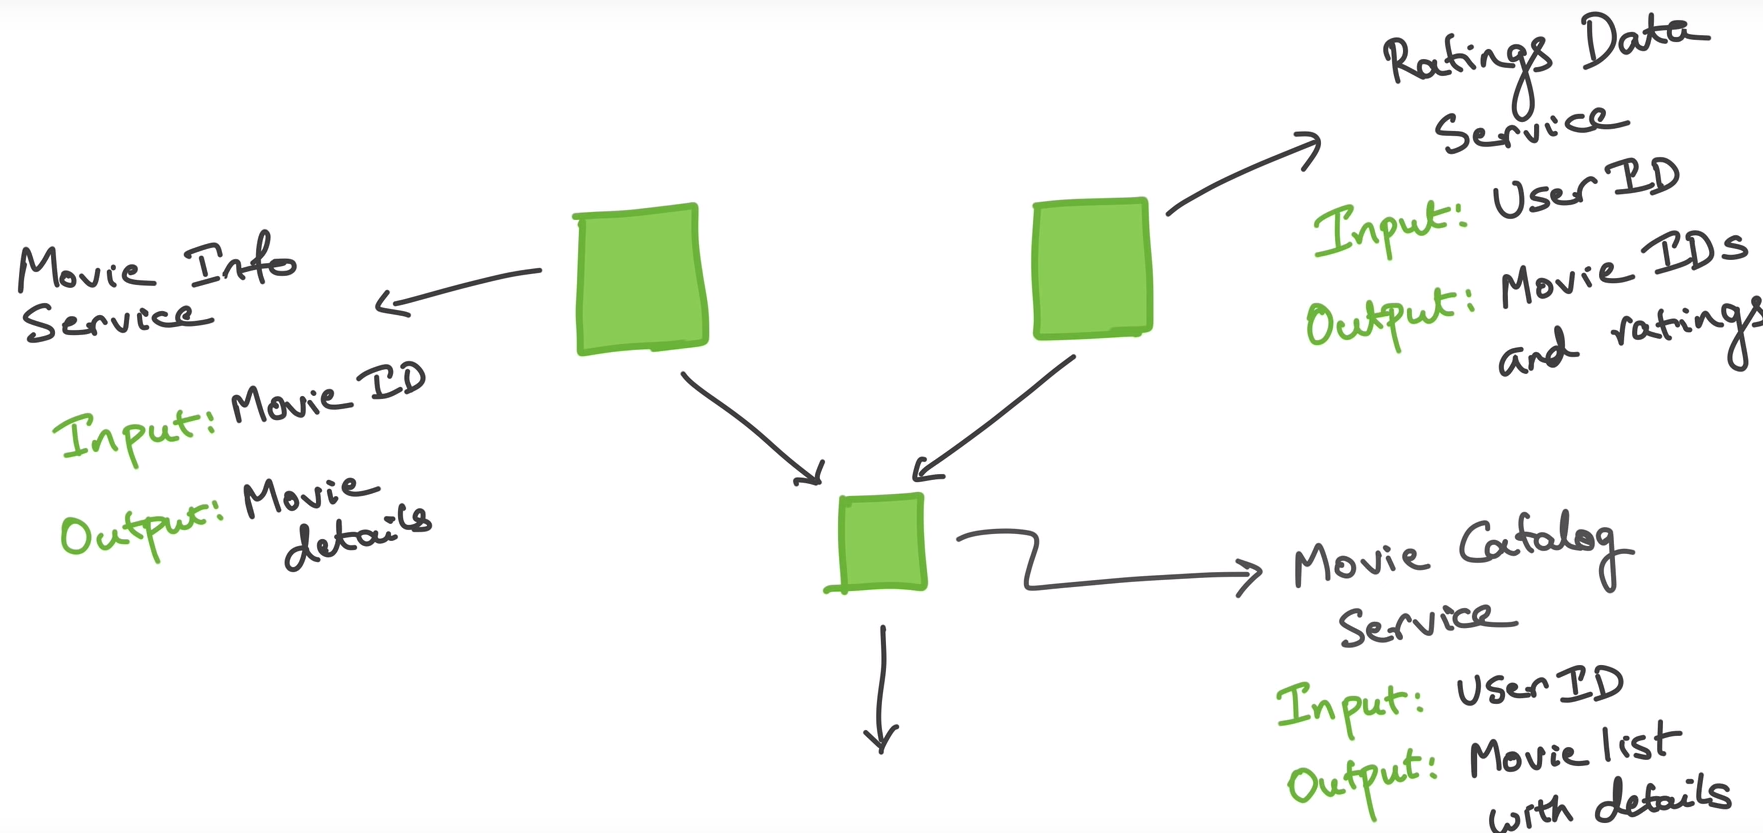 Movie Info
Service
Input: Movie ID
Output: Movie
details
Ratings Data
Service
Input: User ID
Output: Movie IDs
and ratings
Movie Catalog
Service
Input: User ID
Output: Movie list
with details